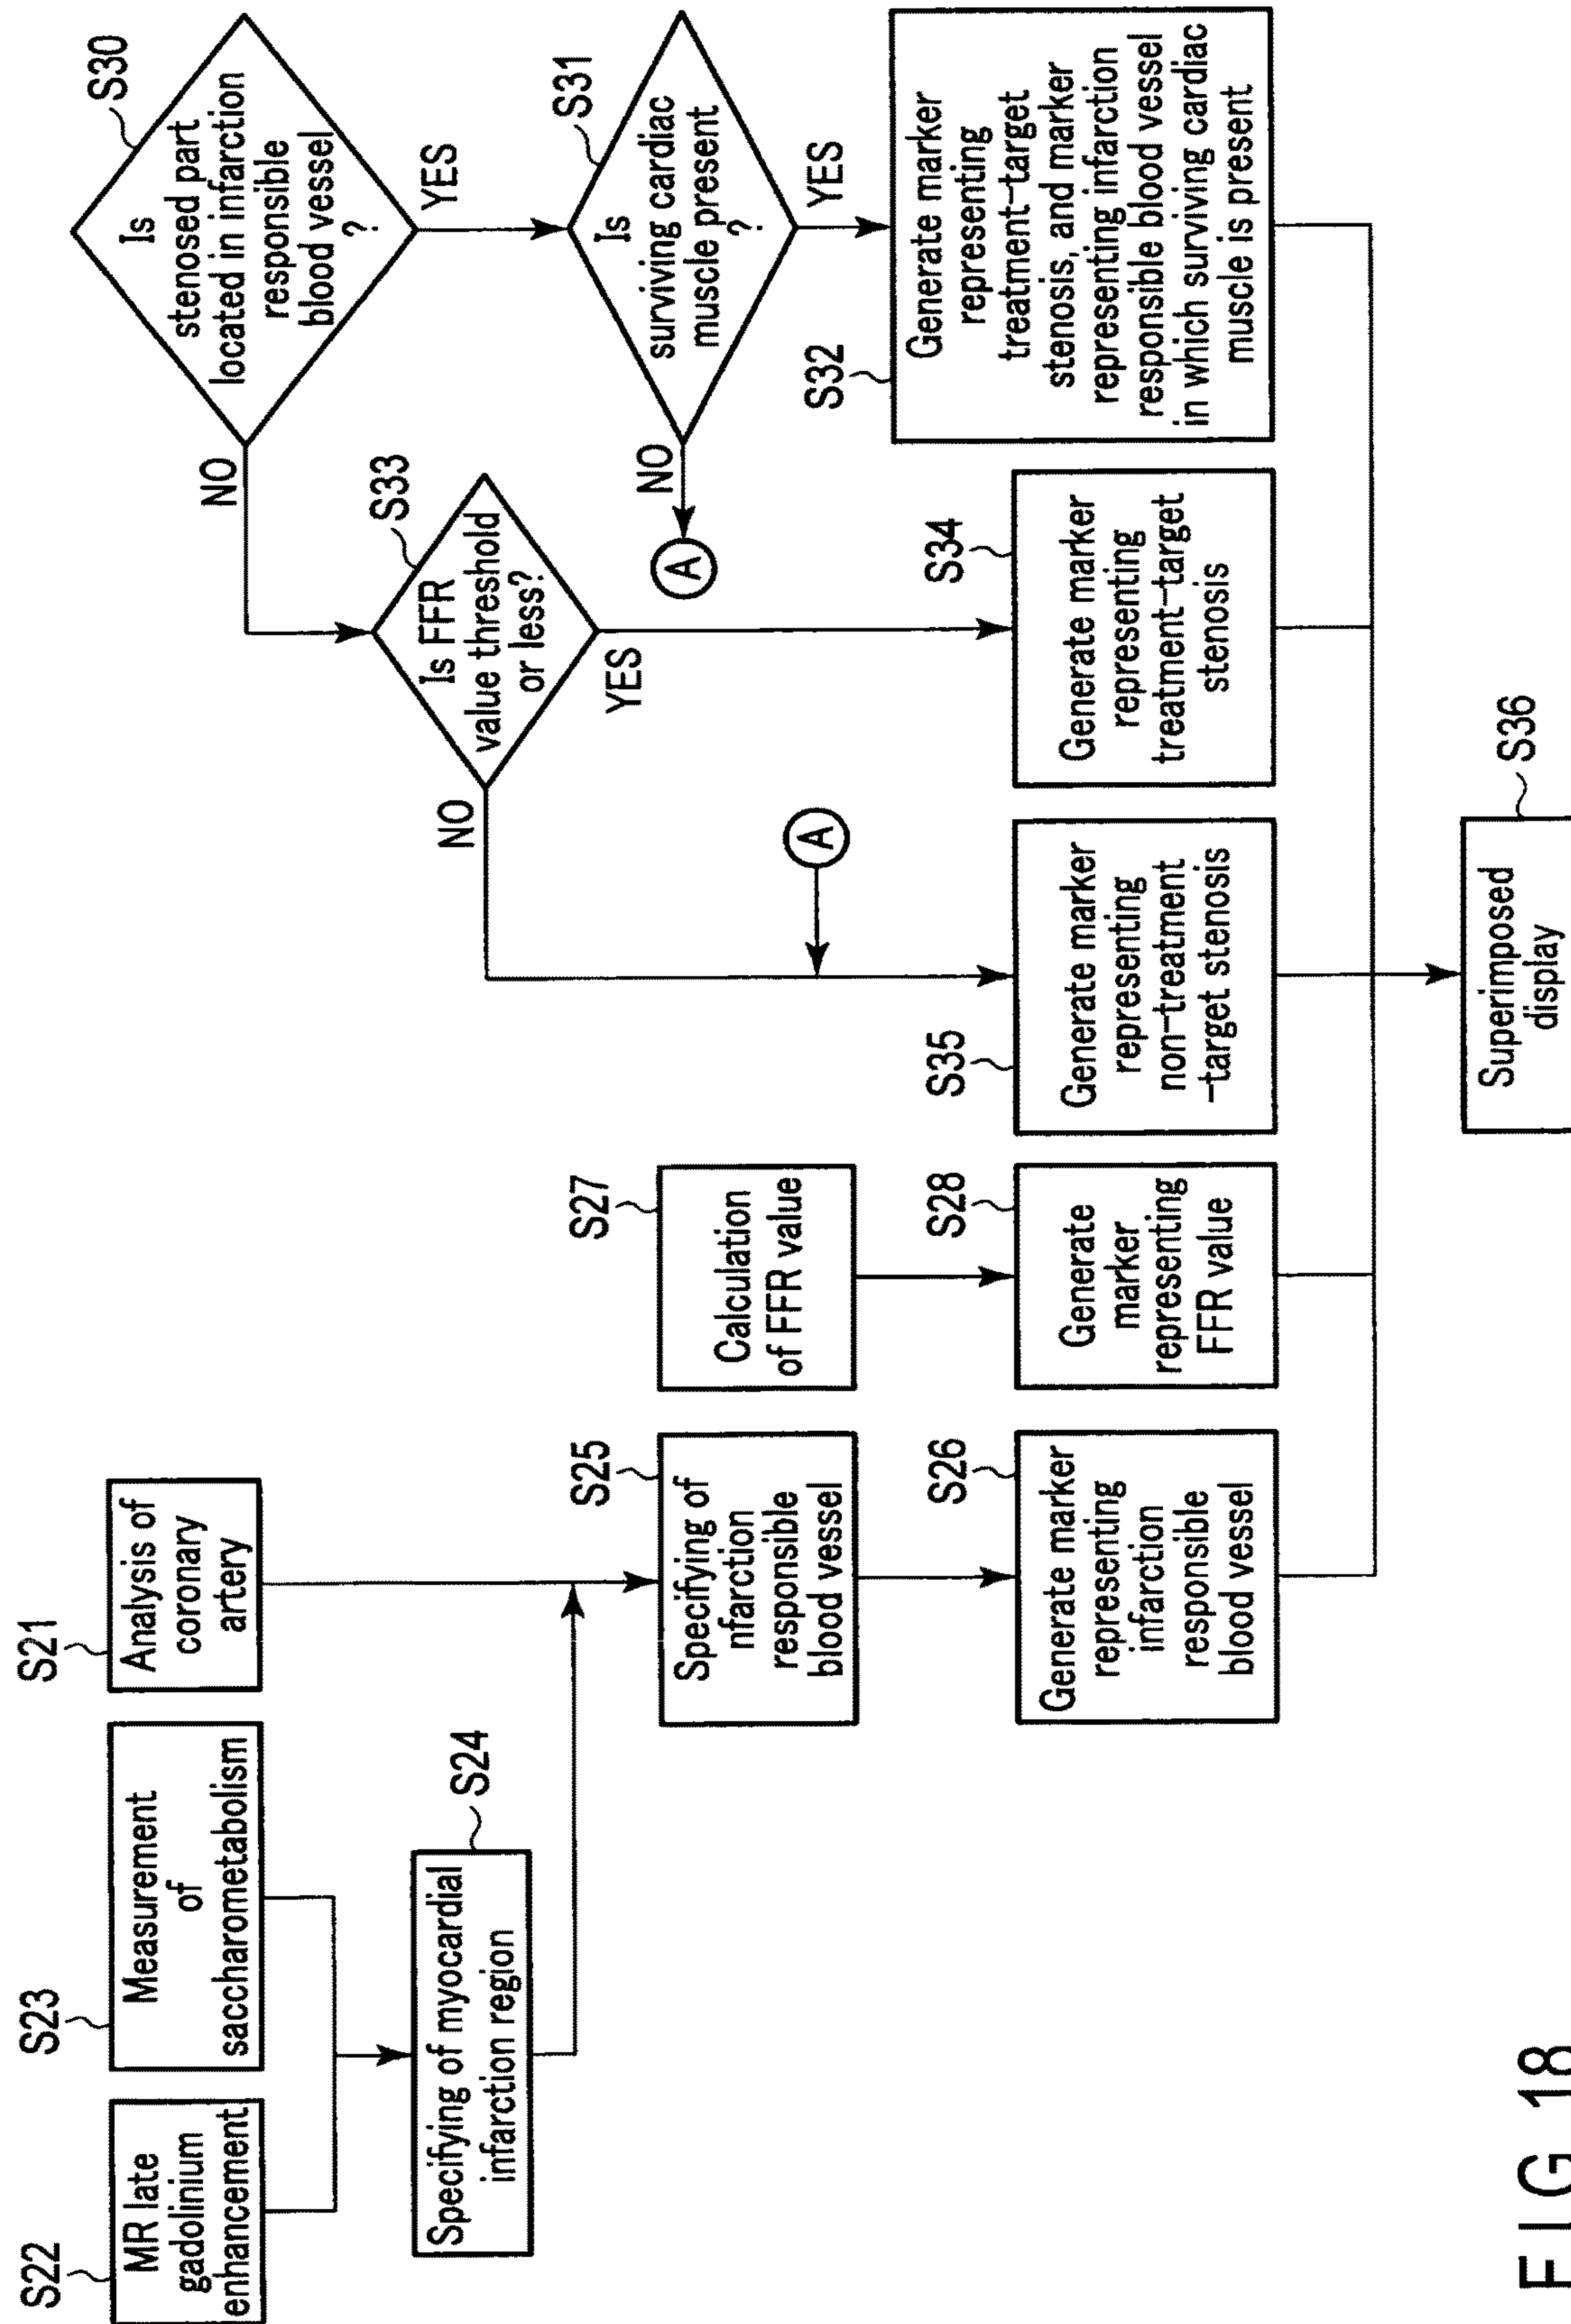 S22
MR late
gadolinium
enhancement
S23
Measurement
of
saccharometabolism
S21
Analysis of
coronary
artery
S24
Specifying of myocardial
infarction region
S25
Specifying of
nfarction
responsible
blood vessel
S26
Generate marker
representing
infarction
responsible
blood vessel
S27
Calculation
of FFR value
S28
Generate
marker
representing
FFR value
S30
Is
stenosed part
located in infarction
responsible
blood vessel
?
NO
YES
S31
Is
surviving cardiac
muscle present
?
NO
A
YES
S32
Generate marker
representing
treatment-target
stenosis, and marker
representing infarction
responsible blood vessel
in which surviving cardiac
muscle is present
S33
Is FFR
value threshold
or less?
NO
YES
S34
Generate marker
representing
treatment-target
stenosis
A
S35
Generate marker
representing
non-treatment
-target stenosis
S36
Superimposed
display
FIG 18